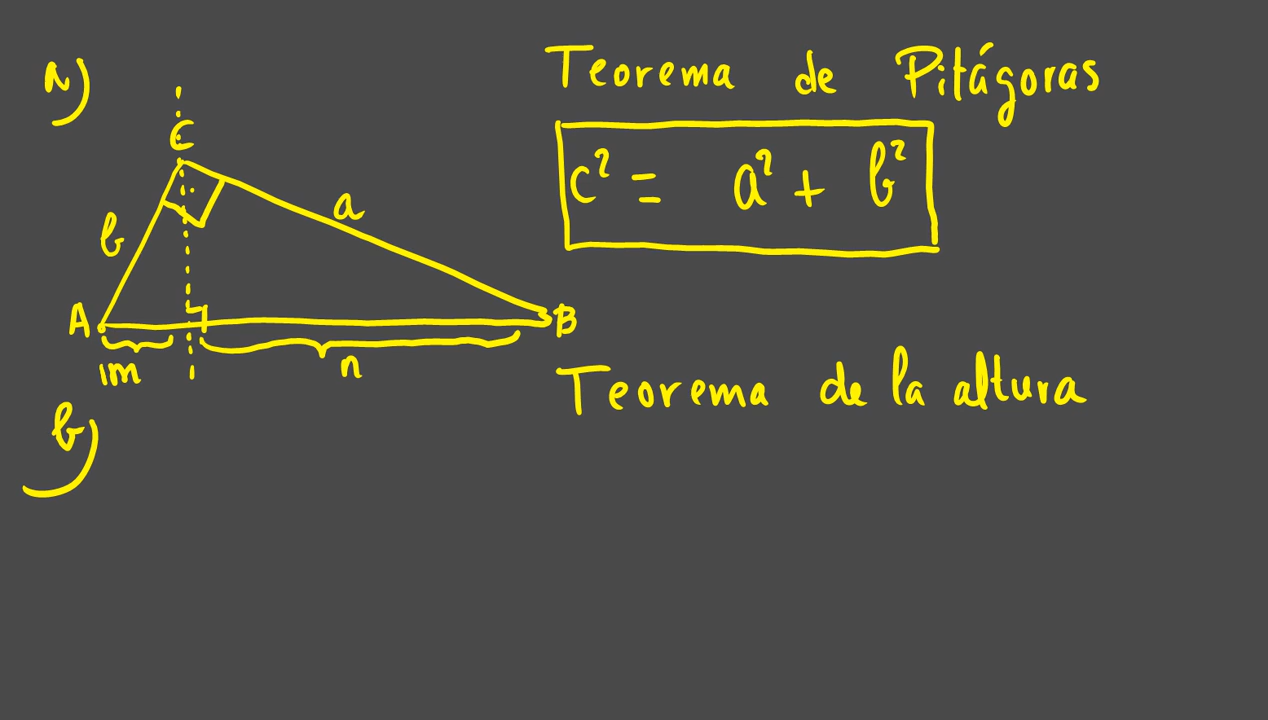 a)
Teorema de Pitágoras
C
c² = a² + b²
a
b
A
B
m
n
Teorema de la altura
b)